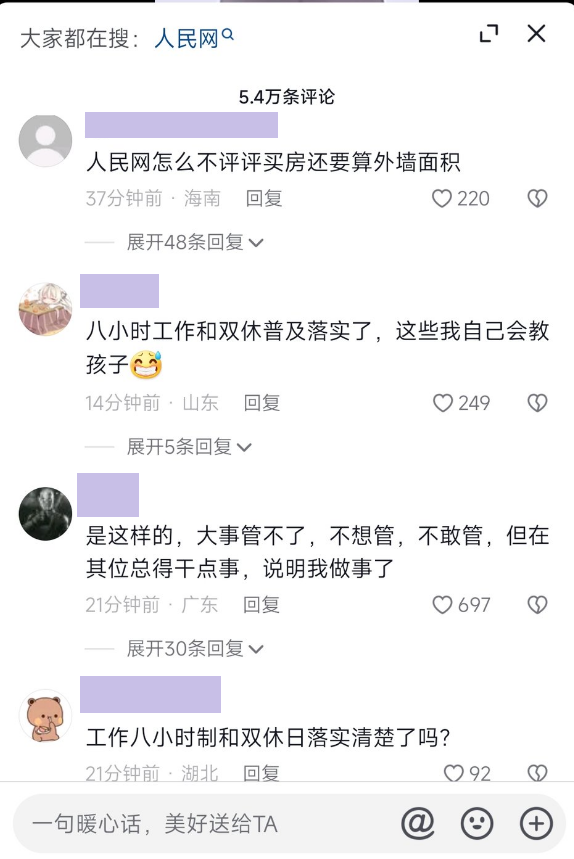 大家都在搜：人民网
5.4万条评论
人民网怎么不评评买房还要算外墙面积
37分钟前 · 海南 回复 220
展开48条回复
八小时工作和双休普及落实了，这些我自己会教
孩子
14分钟前 · 山东 回复 249
展开5条回复
是这样的，大事管不了，不想管，不敢管，但在
其位总得干点事，说明我做事了
21分钟前 · 广东 回复 697
展开30条回复
工作八小时制和双休日落实清楚了吗？
21分钟前 · 湖北 回复 92
一句暖心话，美好送给TA